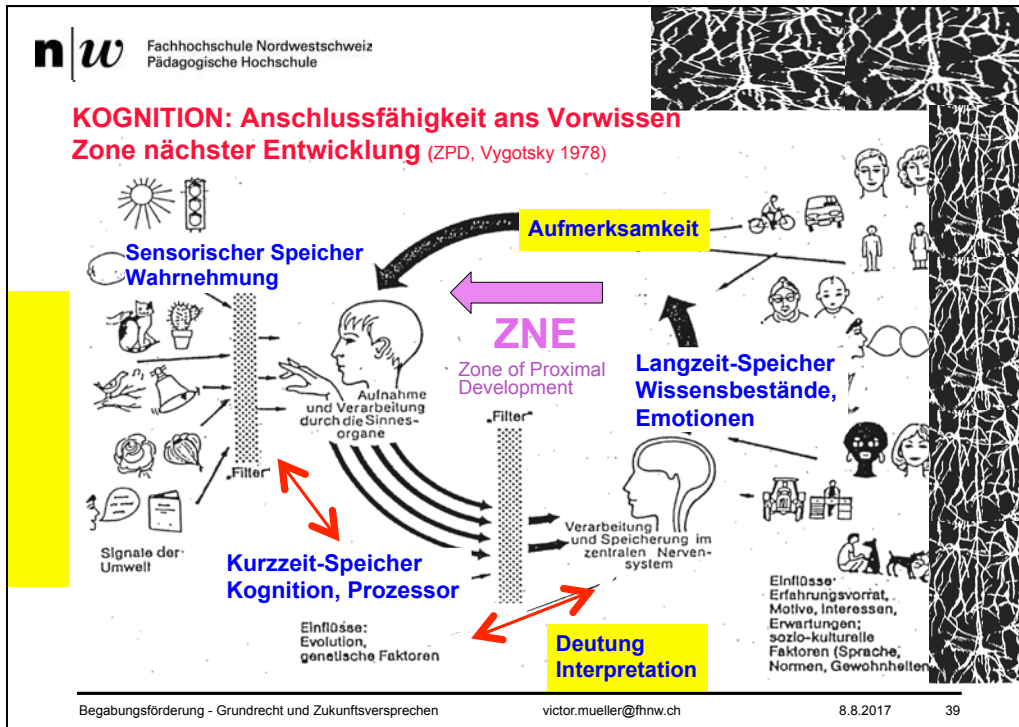 n|w Fachhochschule Nordwestschweiz
Pädagogische Hochschule
KOGNITION: Anschlussfähigkeit ans Vorwissen
Zone nächster Entwicklung (ZPD, Vygotsky 1978)
Aufmerksamkeit
Sensorischer Speicher
Wahrnehmung
ZNE
Zone of Proximal
Development
Langzeit-Speicher
Wissensbestände,
Emotionen
Aufnahme
und Verarbeitung
durch die Sinnes-
organe
„Filter"
„Filter"
Signale der
Umwelt
Kurzzeit-Speicher
Kognition, Prozessor
Verarbeitung
und Speicherung im
zentralen Nerven-
system
Einflüsse:
Evolution,
genetische Faktoren
Deutung
Interpretation
Einflüsse:
Erfahrungsvorrat,
Motive, Interessen,
Erwartungen;
sozio-kulturelle
Faktoren (Sprache,
Normen, Gewohnheiten
Begabungsförderung - Grundrecht und Zukunftsversprechen victor.mueller@fhnw.ch 8.8.2017 39